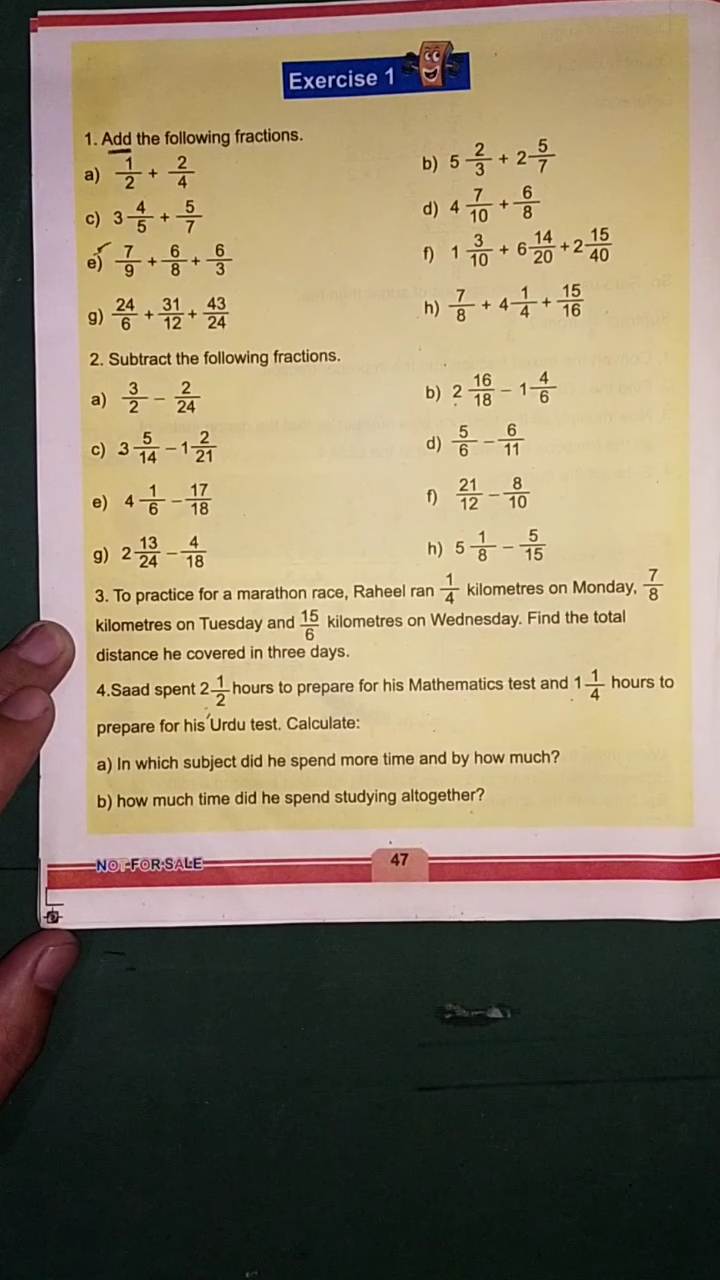 Exercise 1
1. Add the following fractions.
a) 1/2 + 2/4
b) 5 2/3 + 2 5/7
c) 3 4/5 + 5/7
d) 4 7/10 + 6/8
e) 7/9 + 6/8 + 6/3
f) 1 3/10 + 6 14/20 + 2 15/40
g) 24/6 + 31/12 + 43/24
h) 7/8 + 4 1/4 + 15/16
2. Subtract the following fractions.
a) 3/2 − 2/24
b) 2 16/18 − 1 4/6
c) 3 5/14 − 1 2/21
d) 5/6 − 6/11
e) 4 1/6 − 17/18
f) 21/12 − 8/10
g) 2 13/24 − 4/18
h) 5 1/8 − 5/15
3. To practice for a marathon race, Raheel ran 1/4 kilometres on Monday, 7/8
kilometres on Tuesday and 15/6 kilometres on Wednesday. Find the total
distance he covered in three days.
4.Saad spent 2 1/2 hours to prepare for his Mathematics test and 1 1/4 hours to
prepare for his Urdu test. Calculate:
a) In which subject did he spend more time and by how much?
b) how much time did he spend studying altogether?
NOT FOR SALE
47